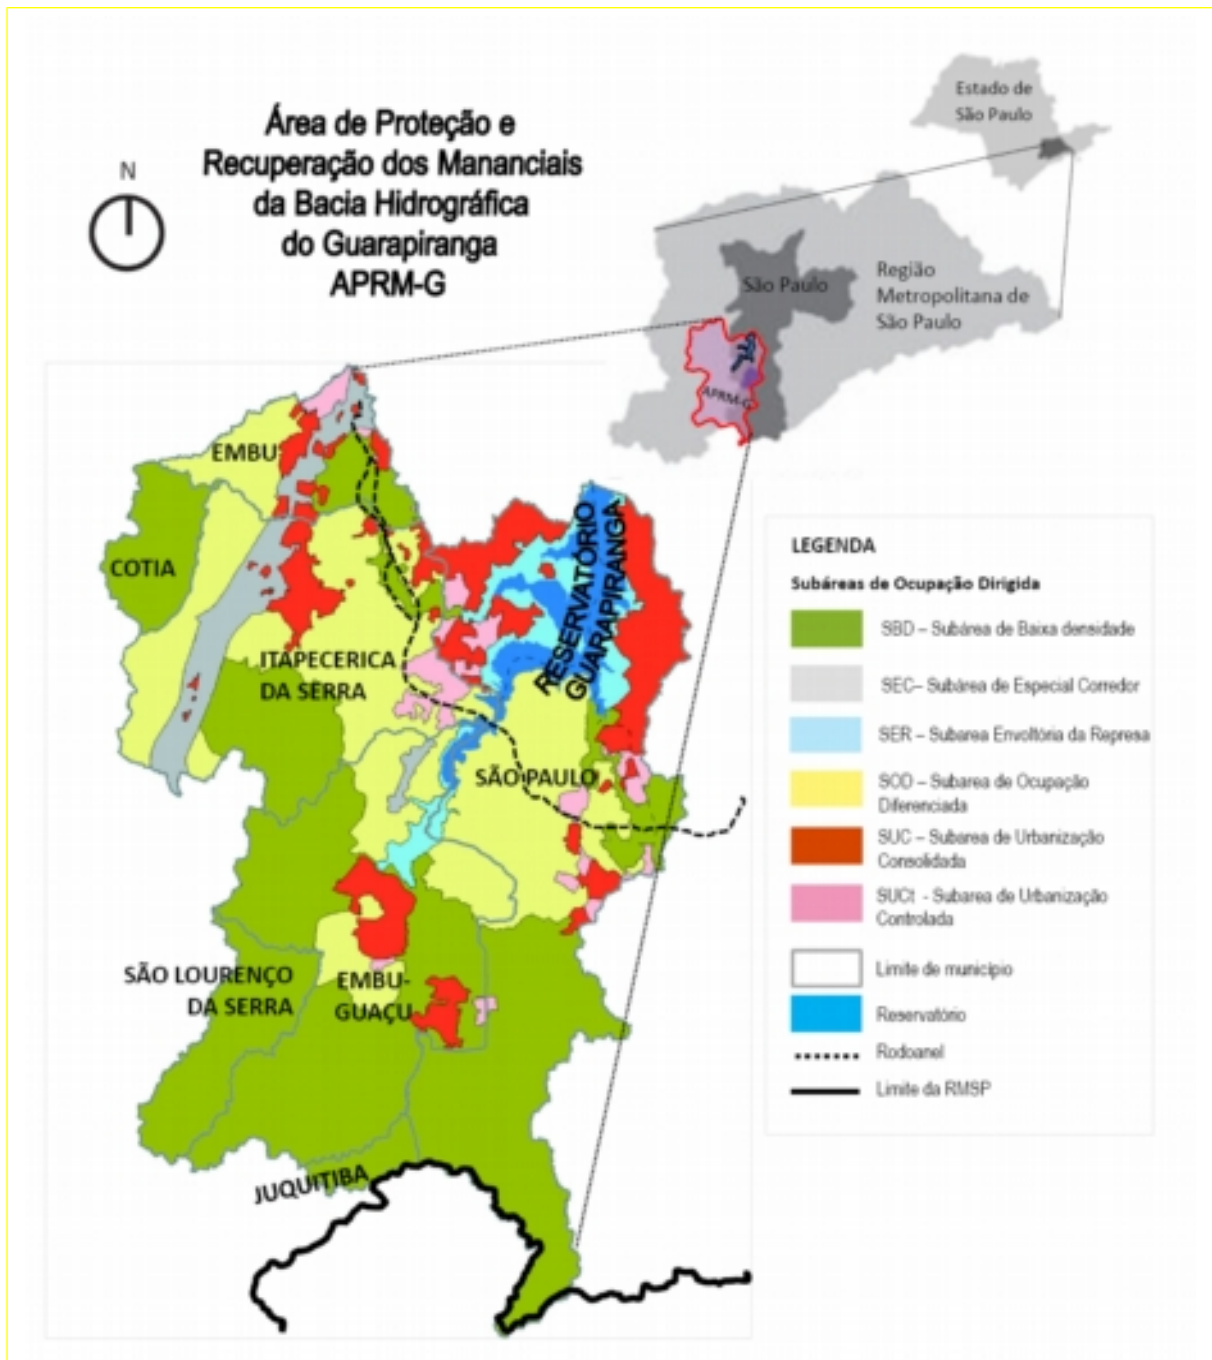 Área de Proteção e
Recuperação dos Mananciais
da Bacia Hidrográfica
do Guarapiranga
APRM-G
N
Estado de
São Paulo
São Paulo
Região
Metropolitana de
São Paulo
APRM-G
EMBU
COTIA
ITAPECERICA
DA SERRA
RESERVATÓRIO
GUARAPIRANGA
SÃO PAULO
SÃO LOURENÇO
DA SERRA
EMBU-
GUAÇU
JUQUITIBA
LEGENDA
Subáreas de Ocupação Dirigida
SBD – Subárea de Baixa densidade
SEC– Subárea de Especial Corredor
SER – Subarea Envoltória da Represa
SOD – Subarea de Ocupação
Diferenciada
SUC – Subarea de Urbanização
Consolidada
SUCt - Subarea de Urbanização
Controlada
Limite de município
Reservatório
Rodoanel
Limite da RMSP